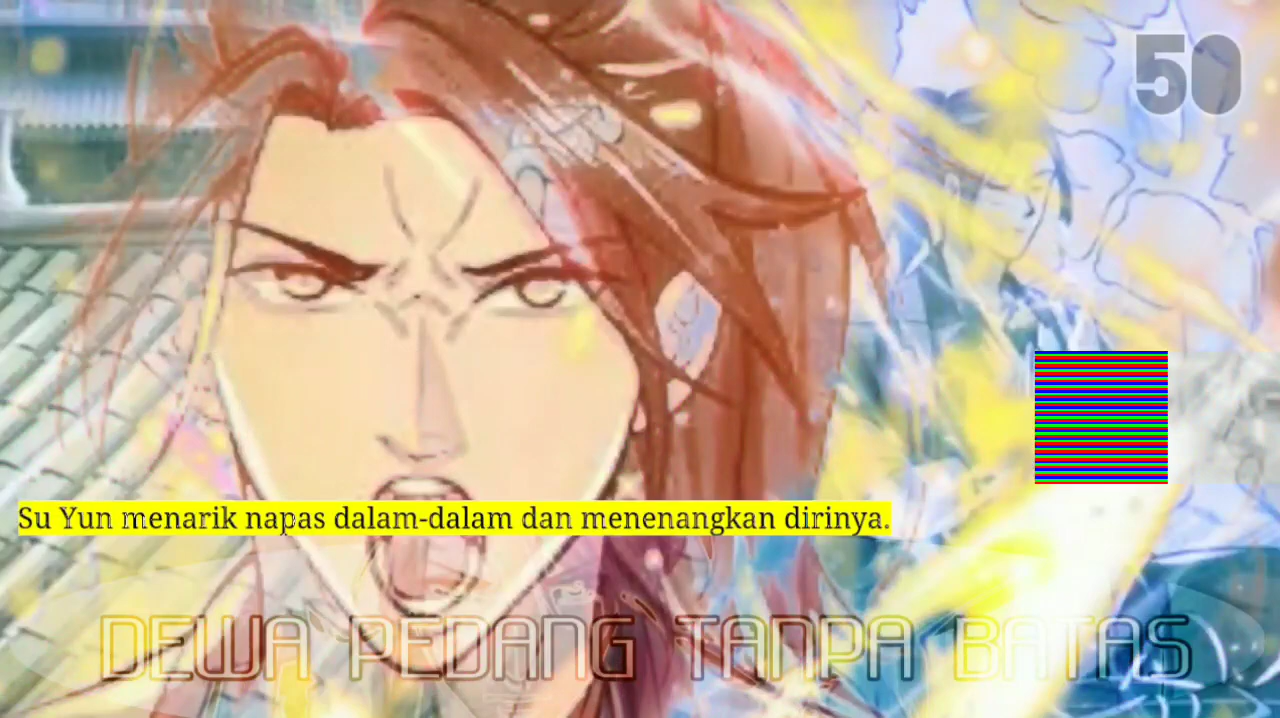 50
Su Yun menarik napas dalam-dalam dan menenangkan dirinya.
DEWA PEDANG TANPA BATAS